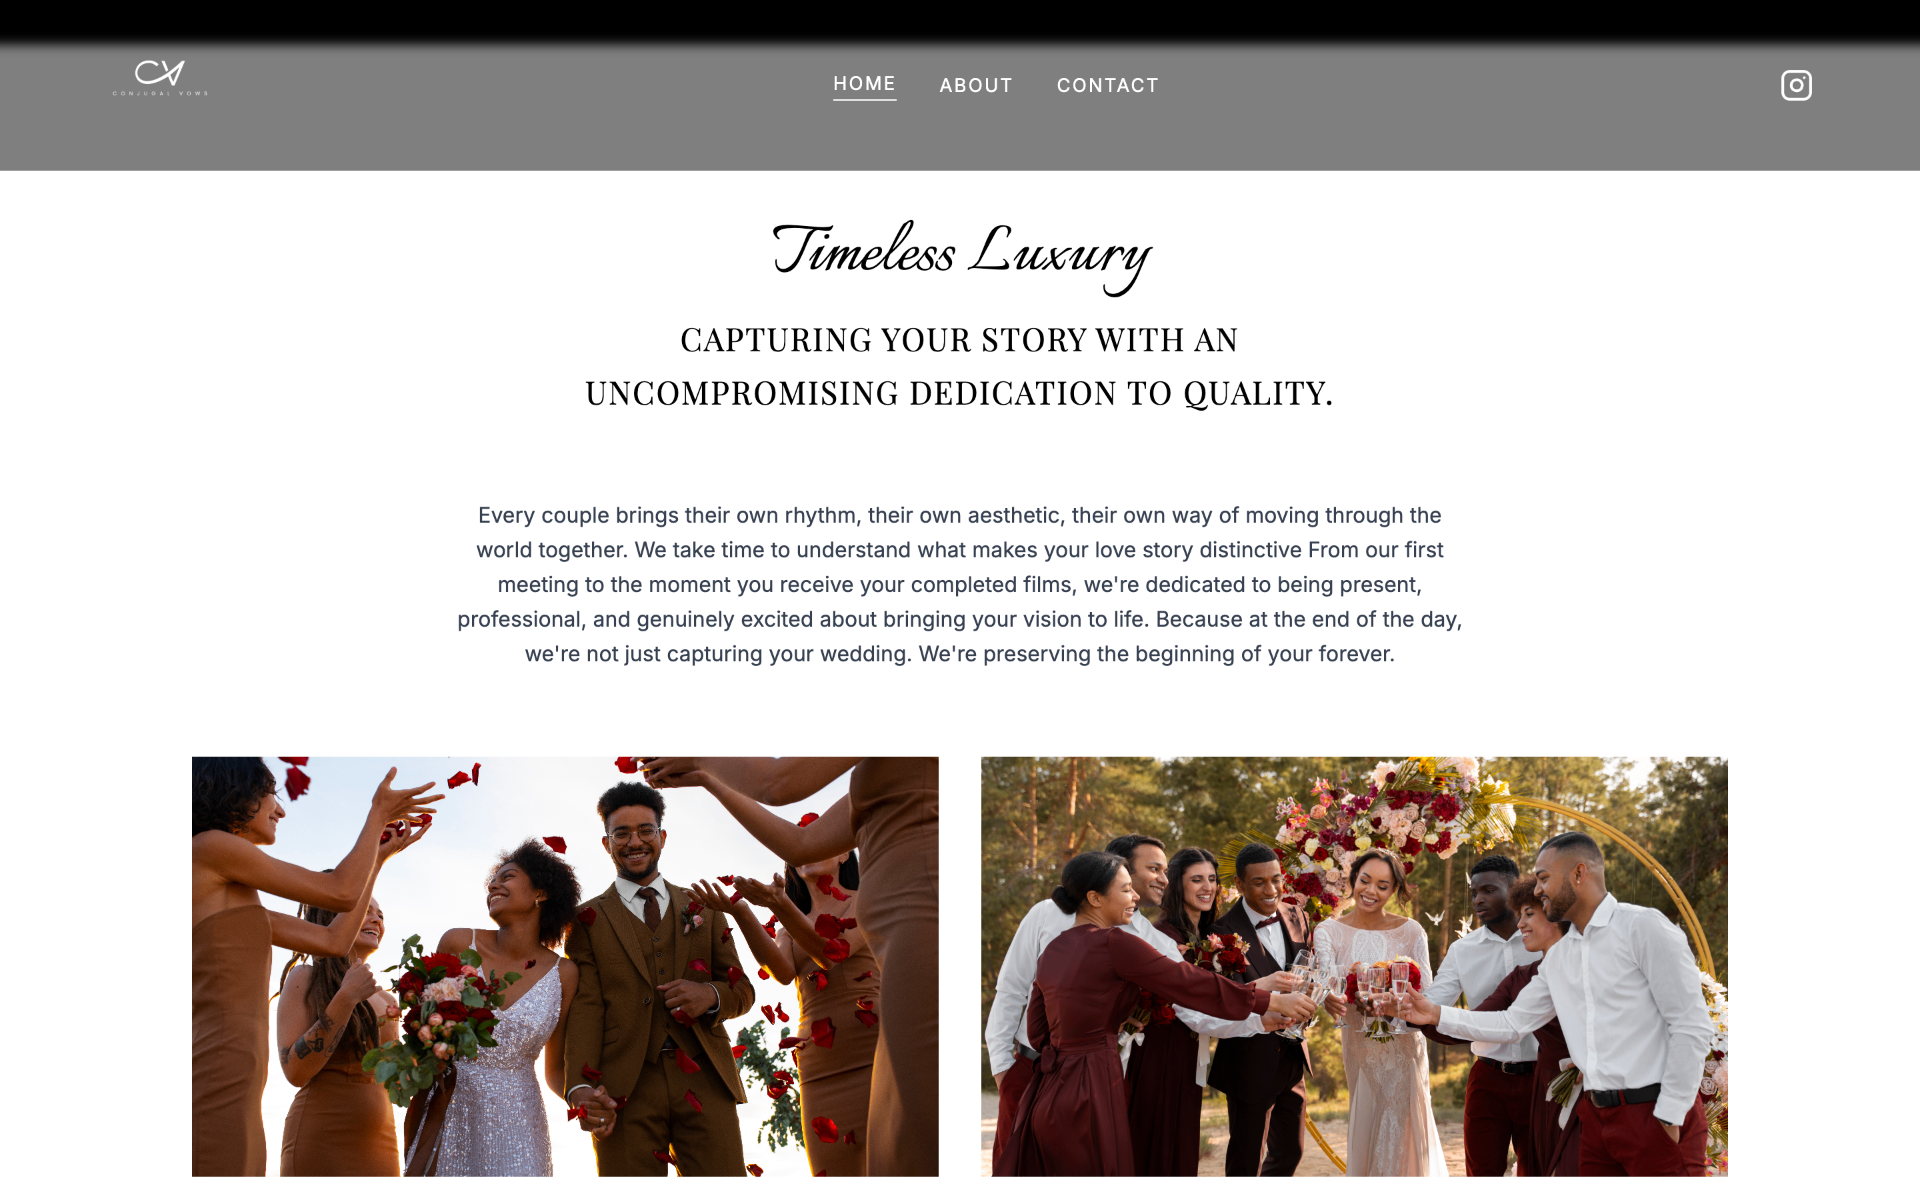 CV
CONJUGAL VOWS
HOME
ABOUT
CONTACT
Timeless Luxury
CAPTURING YOUR STORY WITH AN
UNCOMPROMISING DEDICATION TO QUALITY.
Every couple brings their own rhythm, their own aesthetic, their own way of moving through the
world together. We take time to understand what makes your love story distinctive From our first
meeting to the moment you receive your completed films, we're dedicated to being present,
professional, and genuinely excited about bringing your vision to life. Because at the end of the day,
we're not just capturing your wedding. We're preserving the beginning of your forever.